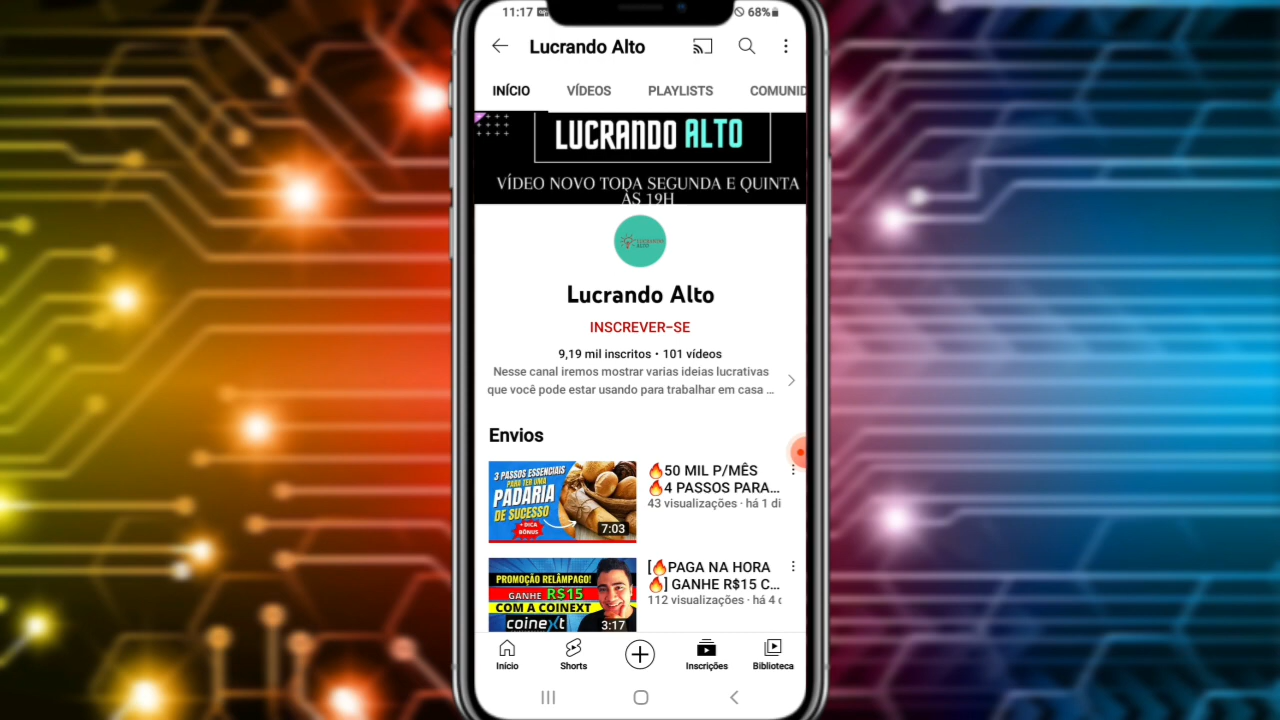 11:17
68%
Lucrando Alto
INÍCIO
VÍDEOS
PLAYLISTS
COMUNID
LUCRANDO ALTO
VÍDEO NOVO TODA SEGUNDA E QUINTA
ÀS 19H
LUCRANDO
ALTO
Lucrando Alto
INSCREVER-SE
9,19 mil inscritos • 101 vídeos
Nesse canal iremos mostrar varias ideias lucrativas
que você pode estar usando para trabalhar em casa ...
Envios
3 PASSOS ESSENCIAIS
PARA TER UMA
PADARIA
DE SUCESSO
+ DICA
BÔNUS
7:03
🔥50 MIL P/MÊS
🔥4 PASSOS PARA...
43 visualizações · há 1 di
PROMOÇÃO RELÂMPAGO!
GANHE R$15
COM A COINEXT
coinext
3:17
[🔥PAGA NA HORA
🔥] GANHE R$15 C...
112 visualizações · há 4 d
Início
Shorts
Inscrições
Biblioteca